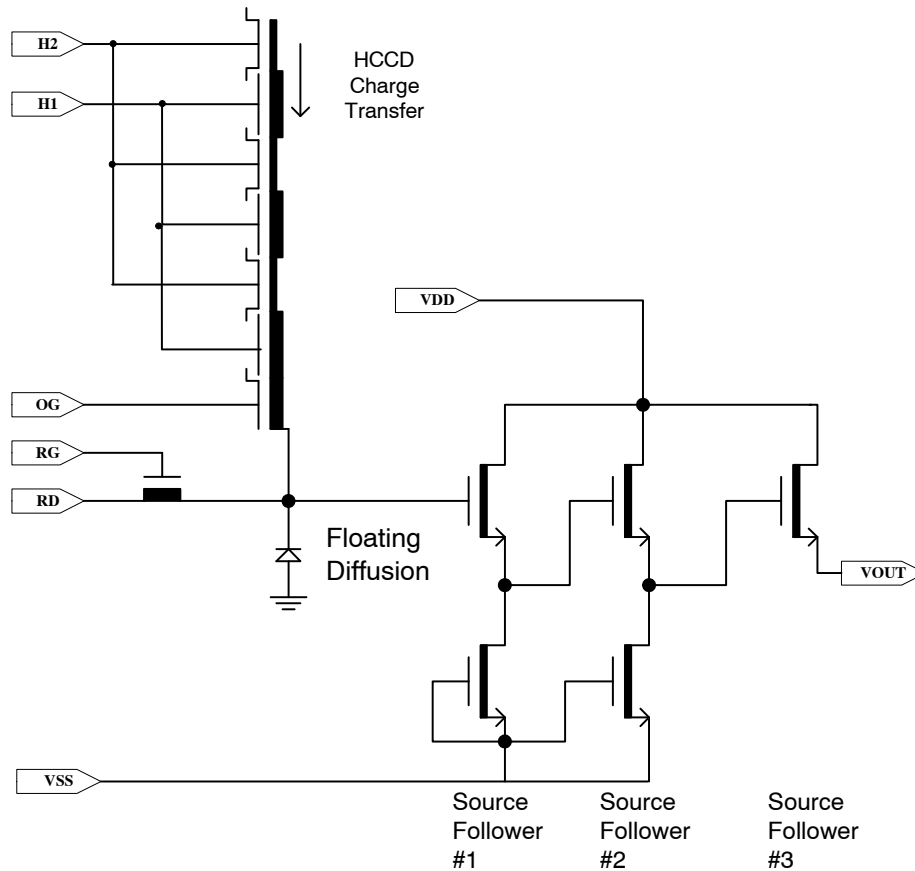 H2
HCCD
Charge
Transfer
H1
VDD
OG
RG
RD
Floating
Diffusion
VOUT
VSS
Source
Follower
#1
Source
Follower
#2
Source
Follower
#3